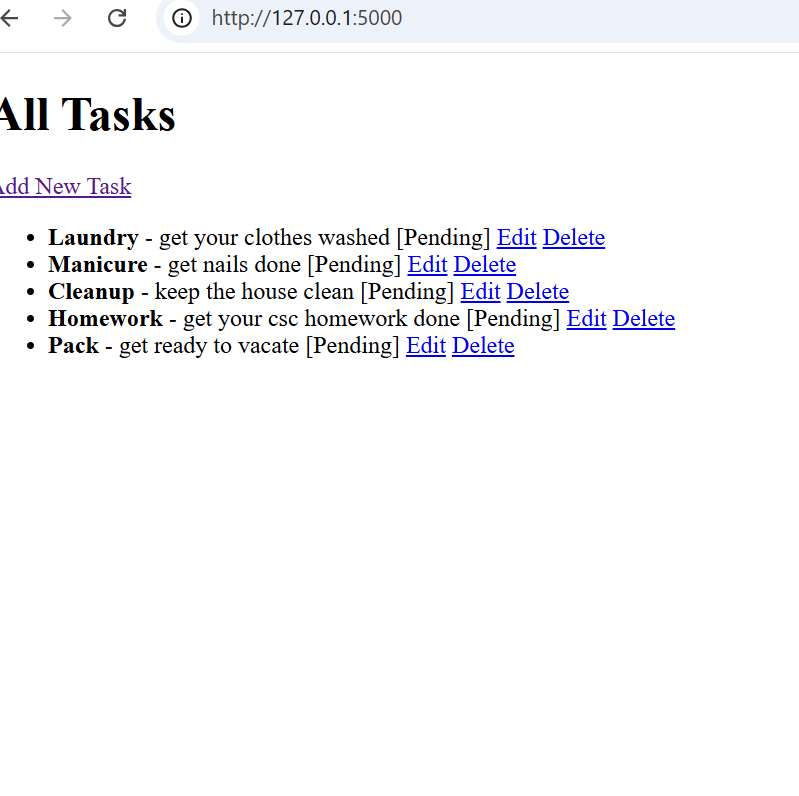 http://127.0.0.1:5000
All Tasks
Add New Task
Laundry - get your clothes washed [Pending] Edit Delete
Manicure - get nails done [Pending] Edit Delete
Cleanup - keep the house clean [Pending] Edit Delete
Homework - get your csc homework done [Pending] Edit Delete
Pack - get ready to vacate [Pending] Edit Delete